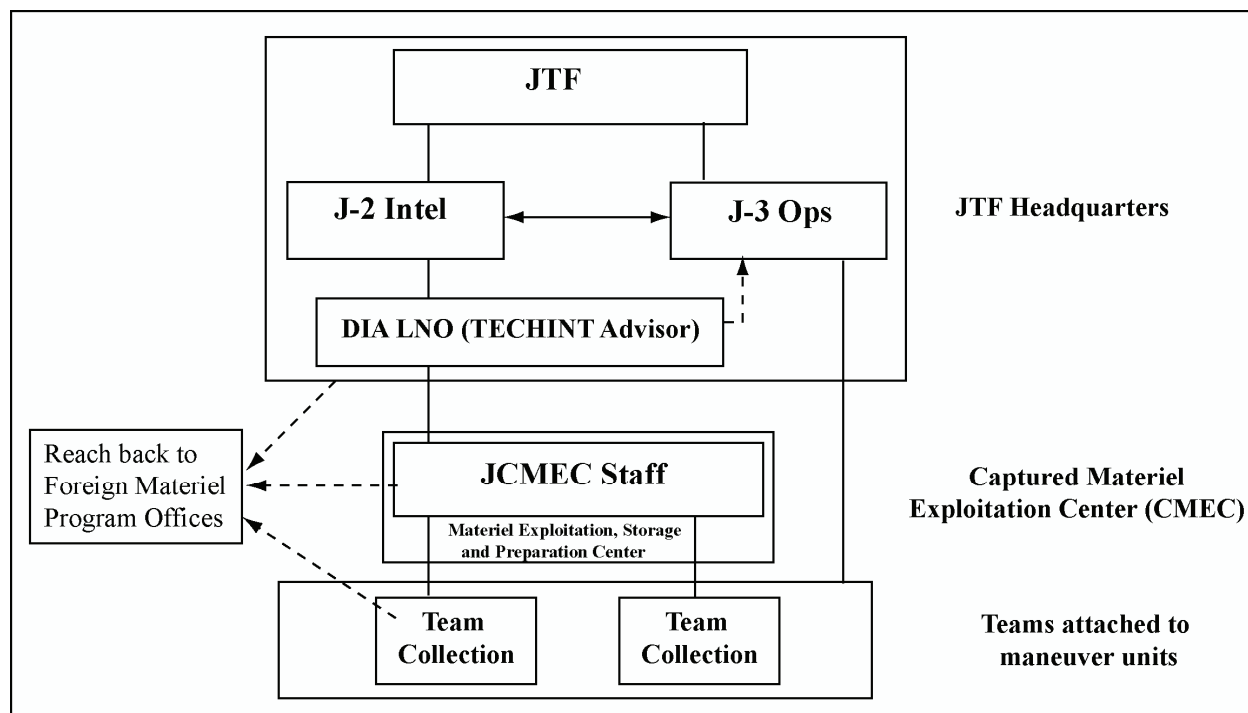 JTF
J-2 Intel
J-3 Ops
JTF Headquarters
DIA LNO (TECHINT Advisor)
Reach back to
Foreign Materiel
Program Offices
JCMEC Staff
Materiel Exploitation, Storage
and Preparation Center
Captured Materiel
Exploitation Center (CMEC)
Team
Collection
Team
Collection
Teams attached to
maneuver units